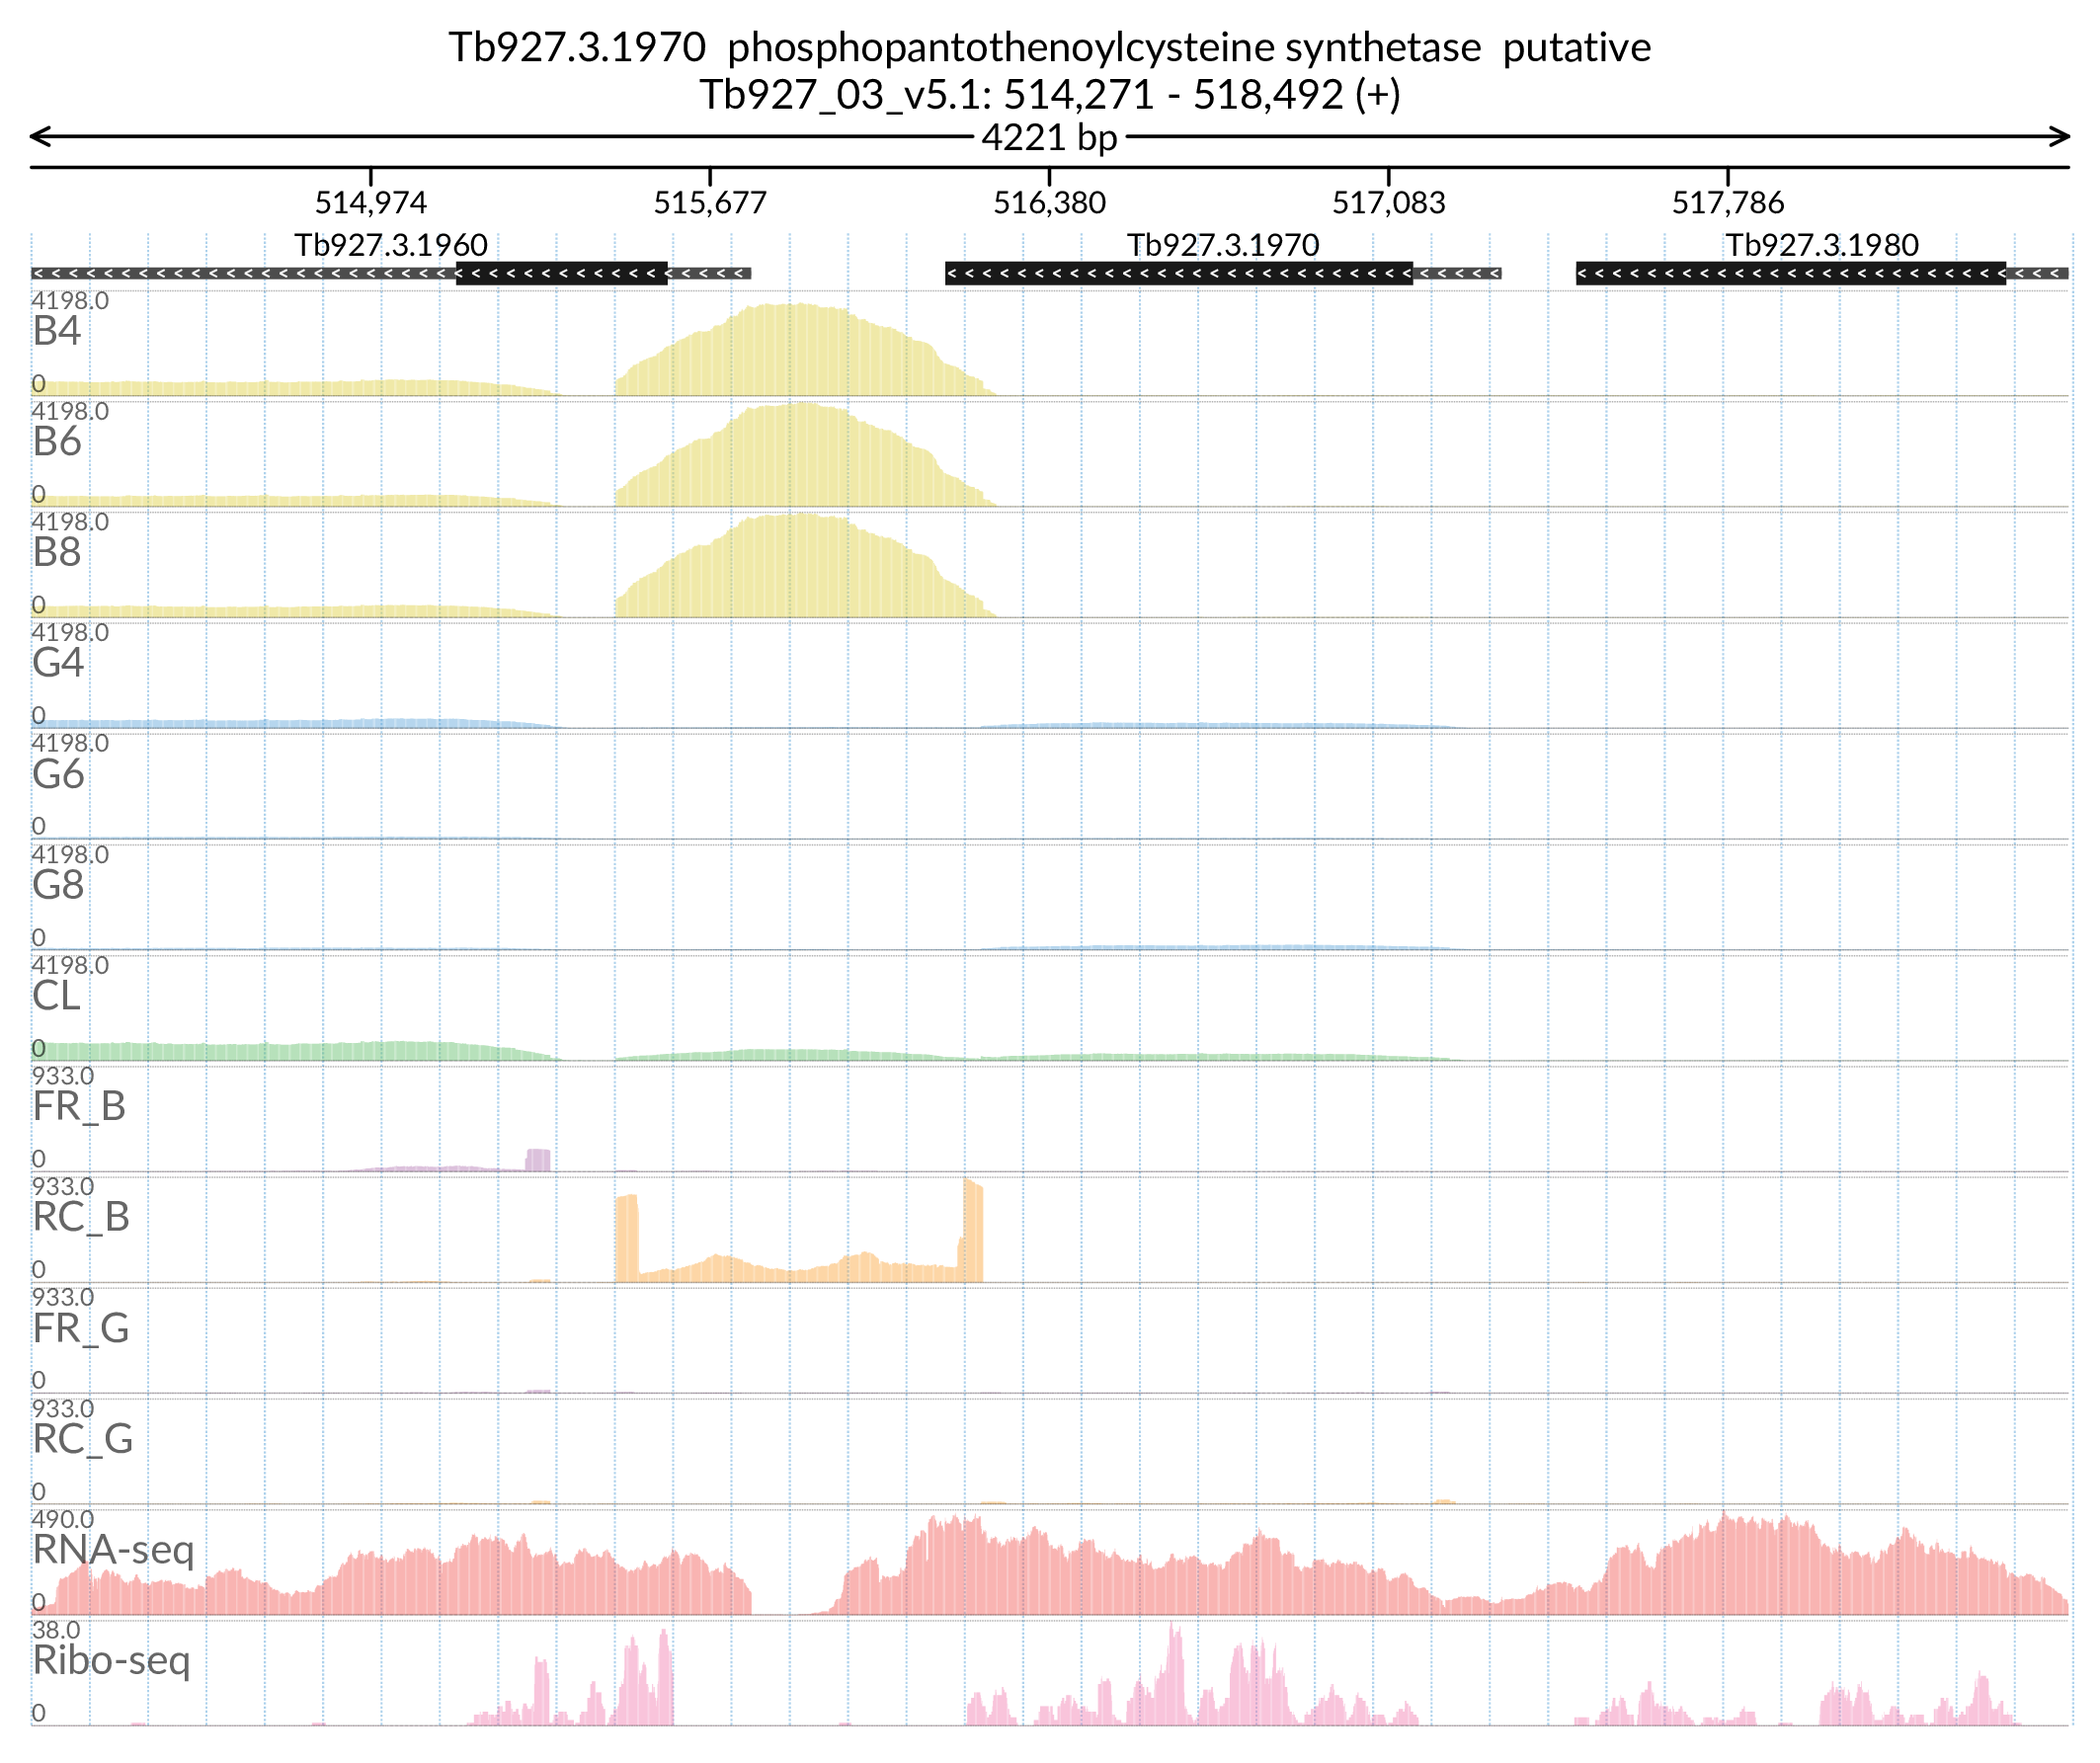 Tb927.3.1970 phosphopantothenoylcysteine synthetase putative
Tb927_03_v5.1: 514,271 - 518,492 (+)
4221 bp
514,974 515,677 516,380 517,083 517,786
Tb927.3.1960 Tb927.3.1970 Tb927.3.1980
4198.0
B4
0
4198.0
B6
0
4198.0
B8
0
4198.0
G4
0
4198.0
G6
0
4198.0
G8
0
4198.0
CL
0
933.0
FR_B
0
933.0
RC_B
0
933.0
FR_G
0
933.0
RC_G
0
490.0
RNA-seq
0
38.0
Ribo-seq
0